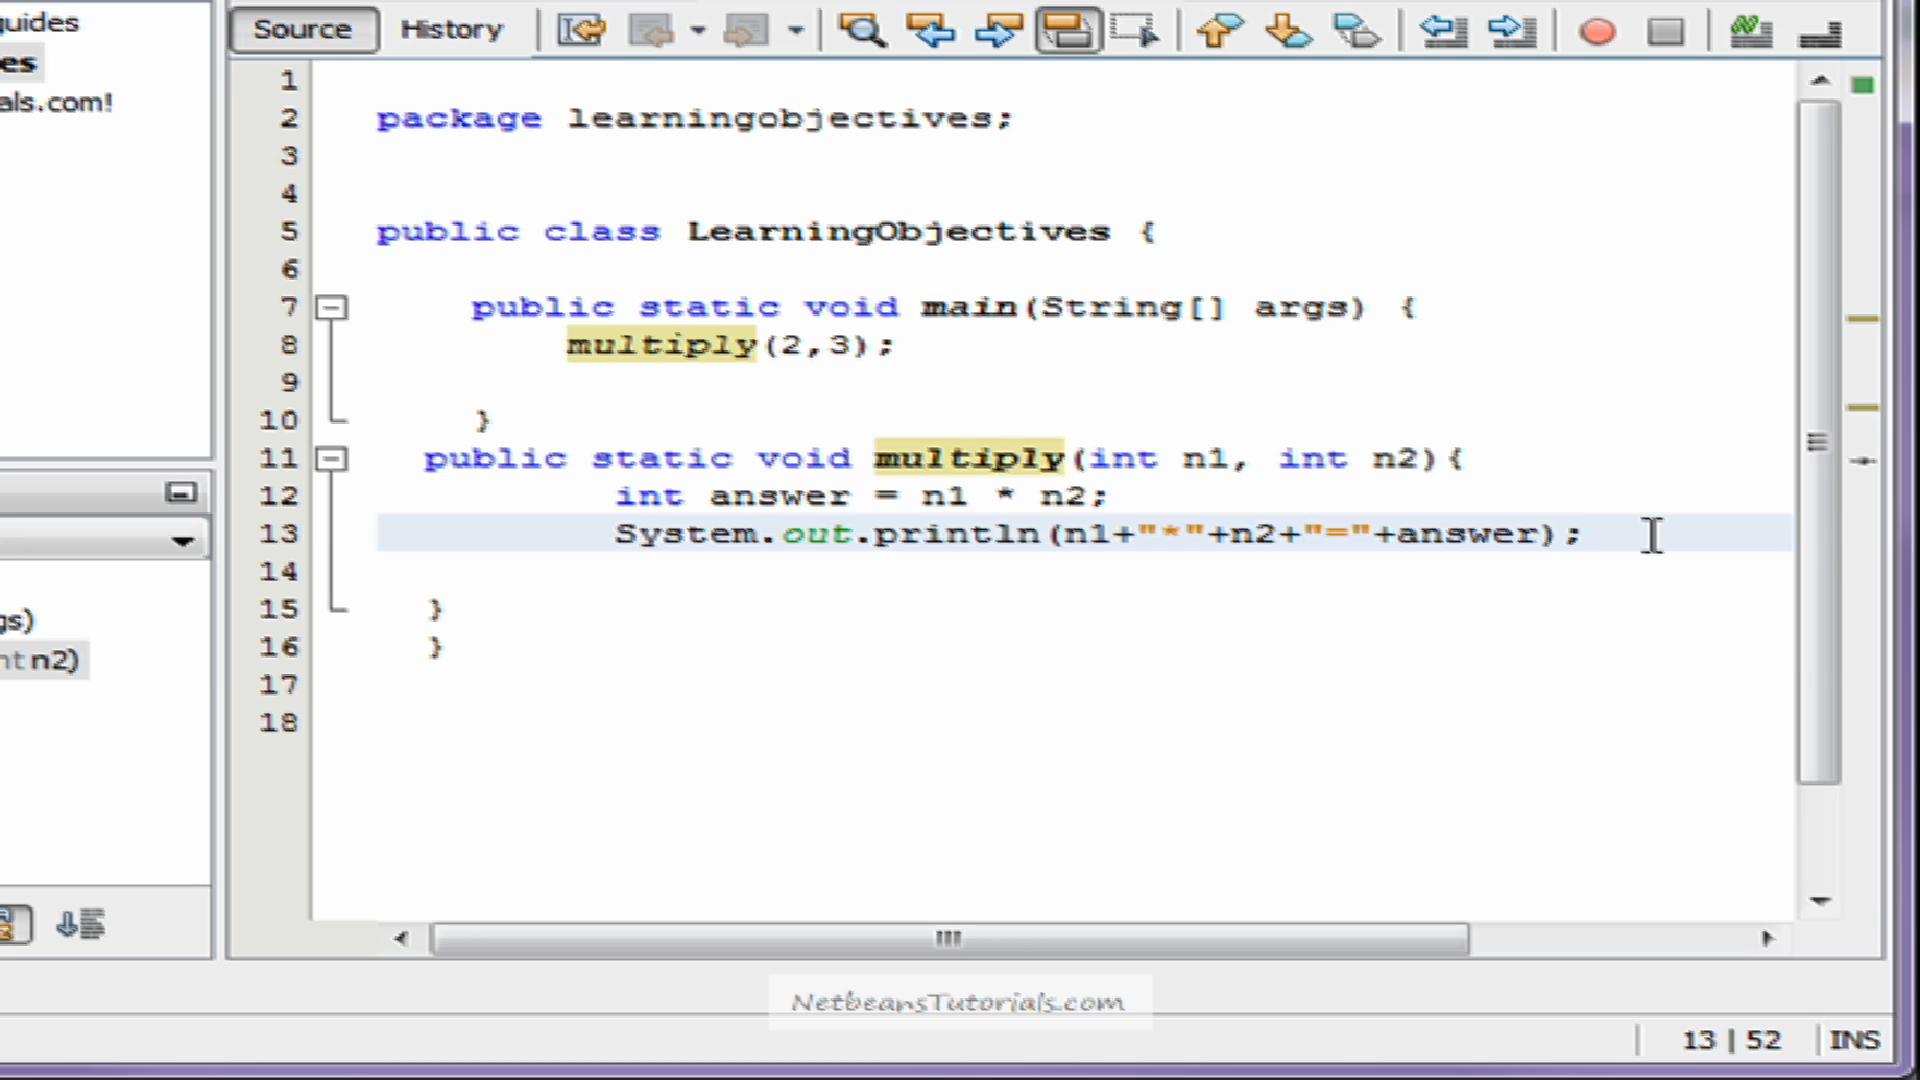 guides
es
als.com!
gs)
nt n2)
Source History
1
2 package learningobjectives;
3
4
5 public class LearningObjectives {
6
7 public static void main(String[] args) {
8 multiply(2,3);
9
10 }
11 public static void multiply(int n1, int n2){
12 int answer = n1 * n2;
13 System.out.println(n1+"*"+n2+"="+answer);
14
15 }
16 }
17
18
NetbeansTutorials.com
13 | 52 INS